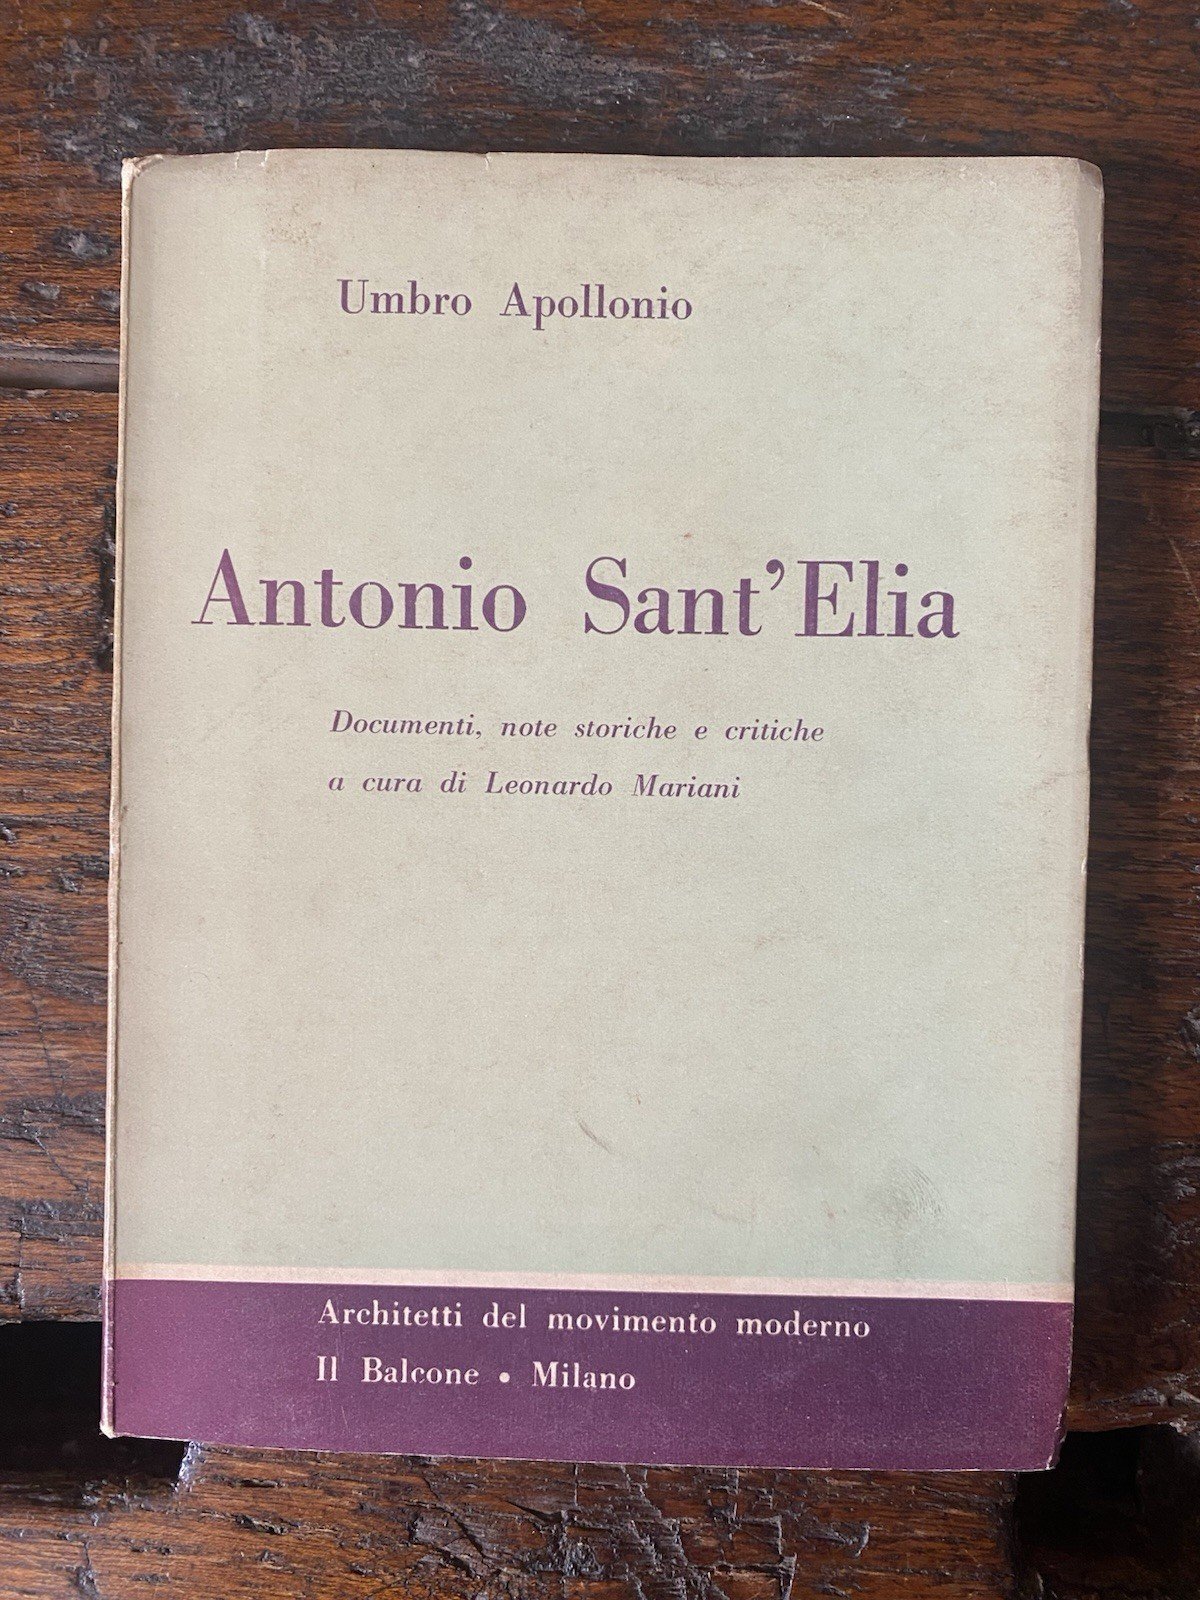 Umbro Apollonio
Antonio Sant'Elia
Documenti, note storiche e critiche
a cura di Leonardo Mariani
Architetti del movimento moderno
Il Balcone • Milano